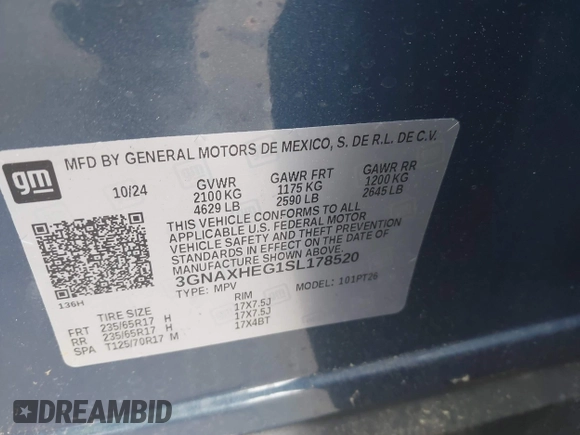 gm
MFD BY GENERAL MOTORS DE MEXICO, S. DE R.L. DE C.V.
10/24 GVWR GAWR FRT GAWR RR
2100 KG 1175 KG 1200 KG
4629 LB 2590 LB 2645 LB
THIS VEHICLE CONFORMS TO ALL
APPLICABLE U.S. FEDERAL MOTOR
VEHICLE SAFETY AND THEFT PREVENTION
STANDARDS IN EFFECT ON THE DATE OF
MANUFACTURE SHOWN ABOVE.
3GNAXHEG1SL178520
136H TYPE: MPV MODEL: 101PT26
TIRE SIZE RIM
FRT 235/65R17 H 17X7.5J
RR 235/65R17 H 17X7.5J
SPA T125/70R17 M 17X4BT
DREAMBID